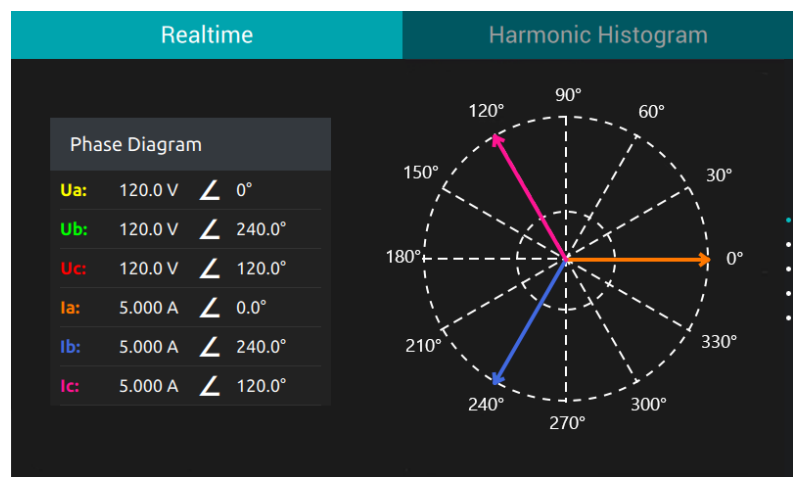 Realtime
Harmonic Histogram
Phase Diagram
Ua: 120.0 V ∠ 0°
Ub: 120.0 V ∠ 240.0°
Uc: 120.0 V ∠ 120.0°
Ia: 5.000 A ∠ 0.0°
Ib: 5.000 A ∠ 240.0°
Ic: 5.000 A ∠ 120.0°
90°
120°
60°
150°
30°
180°
0°
210°
330°
240°
300°
270°